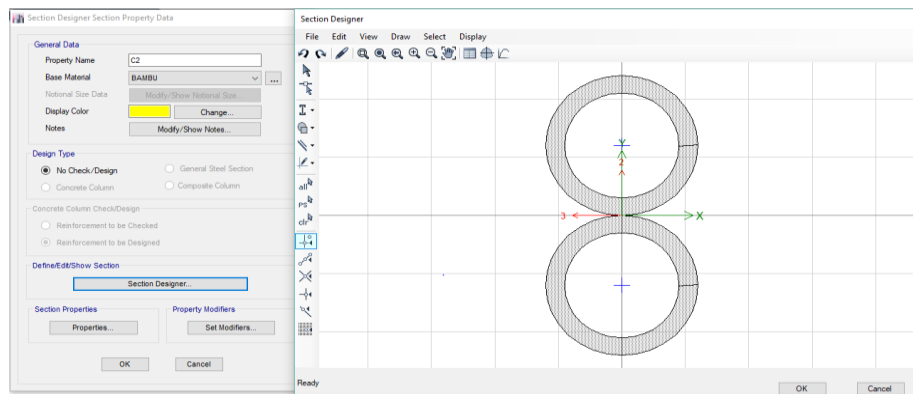 Section Designer Section Property Data
General Data
Property Name C2
Base Material BAMBU ...
Notional Size Data Modify/Show Notional Size...
Display Color Change...
Notes Modify/Show Notes...
Design Type
No Check/Design General Steel Section
Concrete Column Composite Column
Concrete Column Check/Design
Reinforcement to be Checked
Reinforcement to be Designed
Define/Edit/Show Section
Section Designer...
Section Properties Property Modifiers
Properties... Set Modifiers...
OK Cancel
Section Designer
File Edit View Draw Select Display
all
PS
clr
Y
2
3 X
Ready
OK Cancel